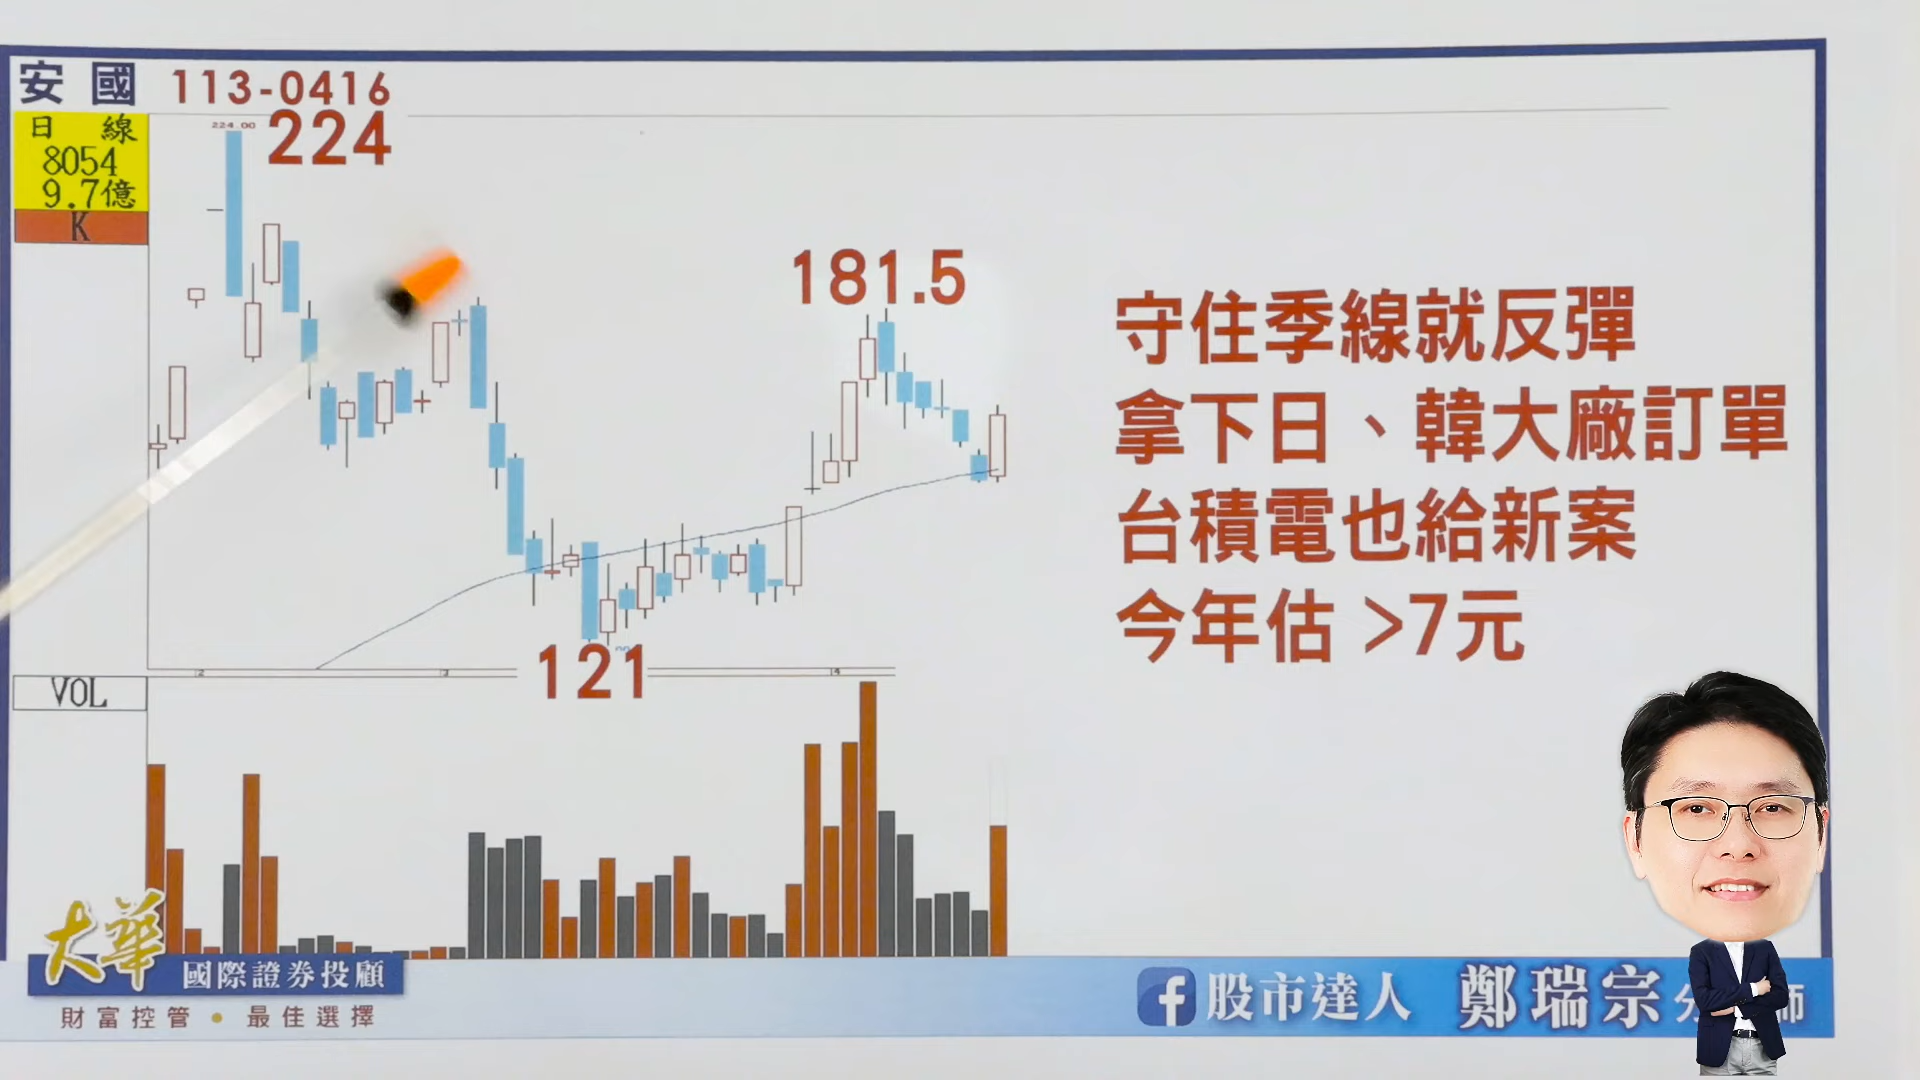 安國 113-0416
日 線
8054
9.7億
K
224.00
224
181.5
121
守住季線就反彈
拿下日、韓大廠訂單
台積電也給新案
今年估 >7元
2
3
4
VOL
大華
國際證券投顧
財富控管•最佳選擇
f 股市達人 鄭瑞宗